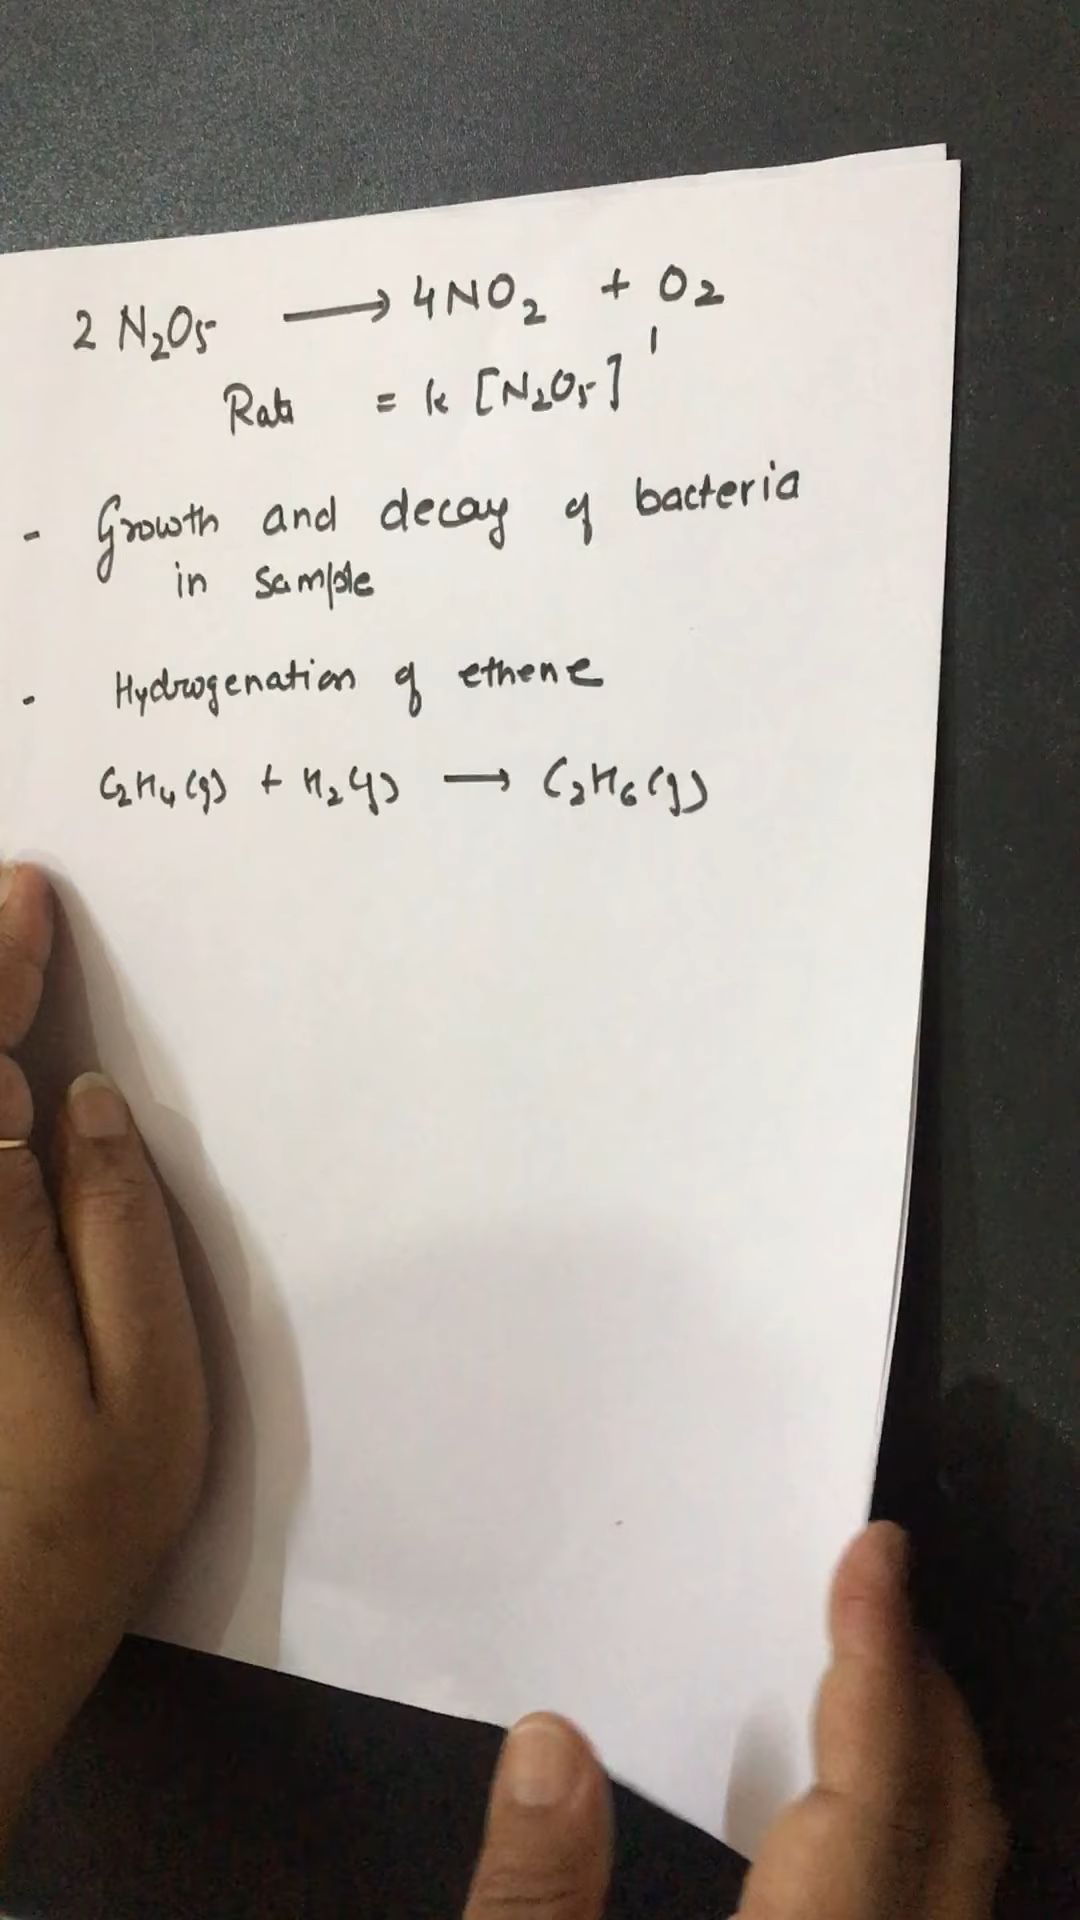 2 N₂O₅ ⟶ 4NO₂ + O₂
Rate = k [N₂O₅]¹
- Growth and decay of bacteria
in sample
- Hydrogenation of ethene
C₂H₄(g) + H₂(g) ⟶ C₂H₆(g)